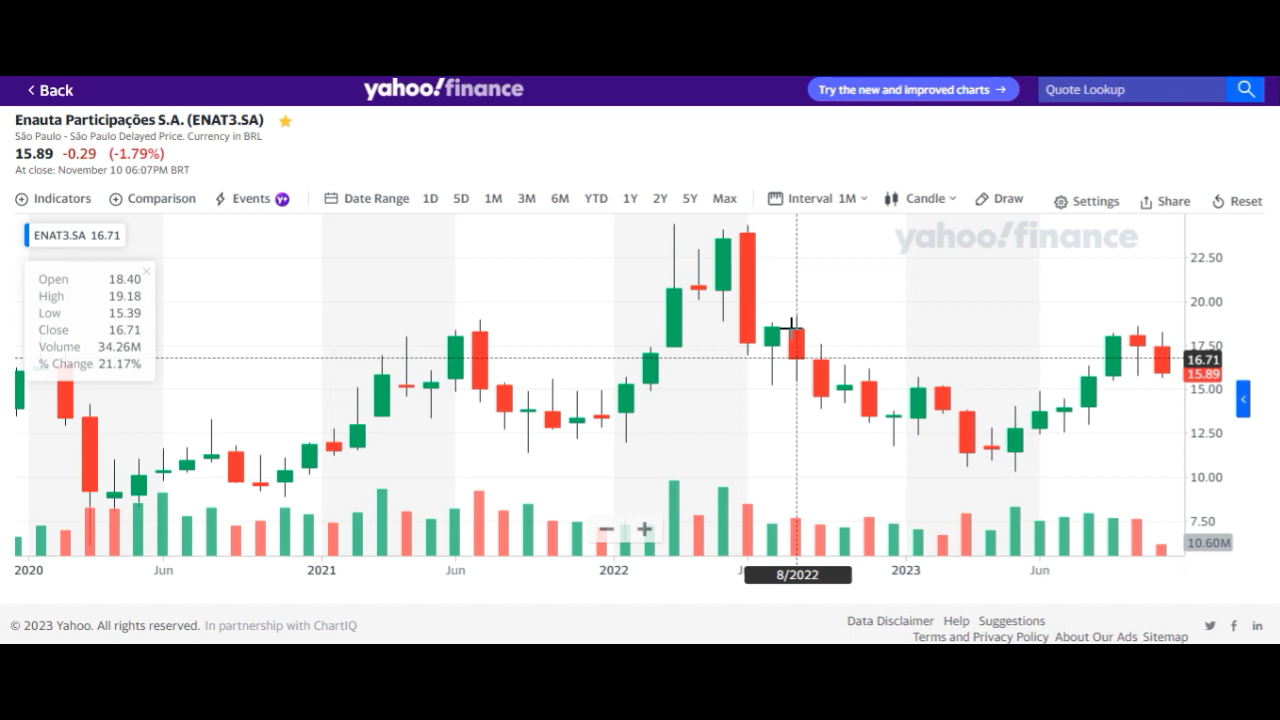 < Back
yahoo!finance
Try the new and improved charts →
Quote Lookup
Enauta Participações S.A. (ENAT3.SA)
São Paulo - São Paulo Delayed Price. Currency in BRL
15.89 -0.29 (-1.79%)
At close: November 10 06:07PM BRT
Indicators Comparison Events Y+ Date Range 1D 5D 1M 3M 6M YTD 1Y 2Y 5Y Max Interval 1M Candle Draw Settings Share Reset
ENAT3.SA 16.71
yahoo!finance
Open 18.40
High 19.18
Low 15.39
Close 16.71
Volume 34.26M
% Change 21.17%
22.50
20.00
17.50
16.71
15.89
15.00
12.50
10.00
7.50
10.60M
2020 Jun 2021 Jun 2022 8/2022 2023 Jun
© 2023 Yahoo. All rights reserved. In partnership with ChartIQ
Data Disclaimer Help Suggestions
Terms and Privacy Policy About Our Ads Sitemap